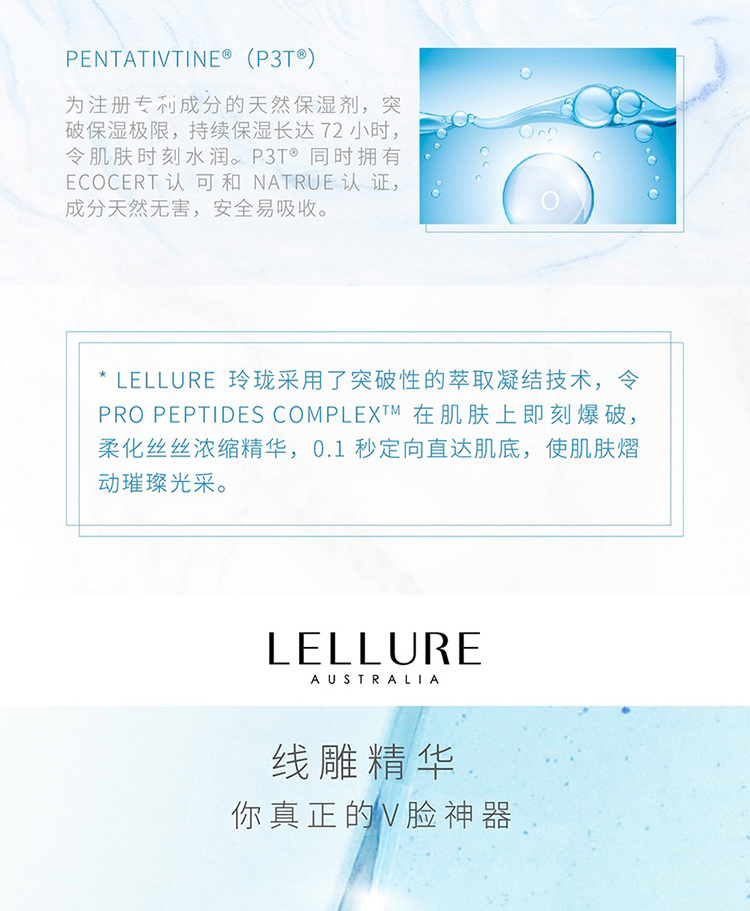 PENTATIVTINE®（P3T®）
为注册专利成分的天然保湿剂，突
破保湿极限，持续保湿长达 72 小时，
令肌肤时刻水润。P3T® 同时拥有
ECOCERT 认 可 和 NATRUE 认 证，
成分天然无害，安全易吸收。
* LELLURE 玲珑采用了突破性的萃取凝结技术，令
PRO PEPTIDES COMPLEX™ 在肌肤上即刻爆破，
柔化丝丝浓缩精华，0.1 秒定向直达肌底，使肌肤熠
动璀璨光采。
LELLURE
AUSTRALIA
线雕精华
你真正的V脸神器